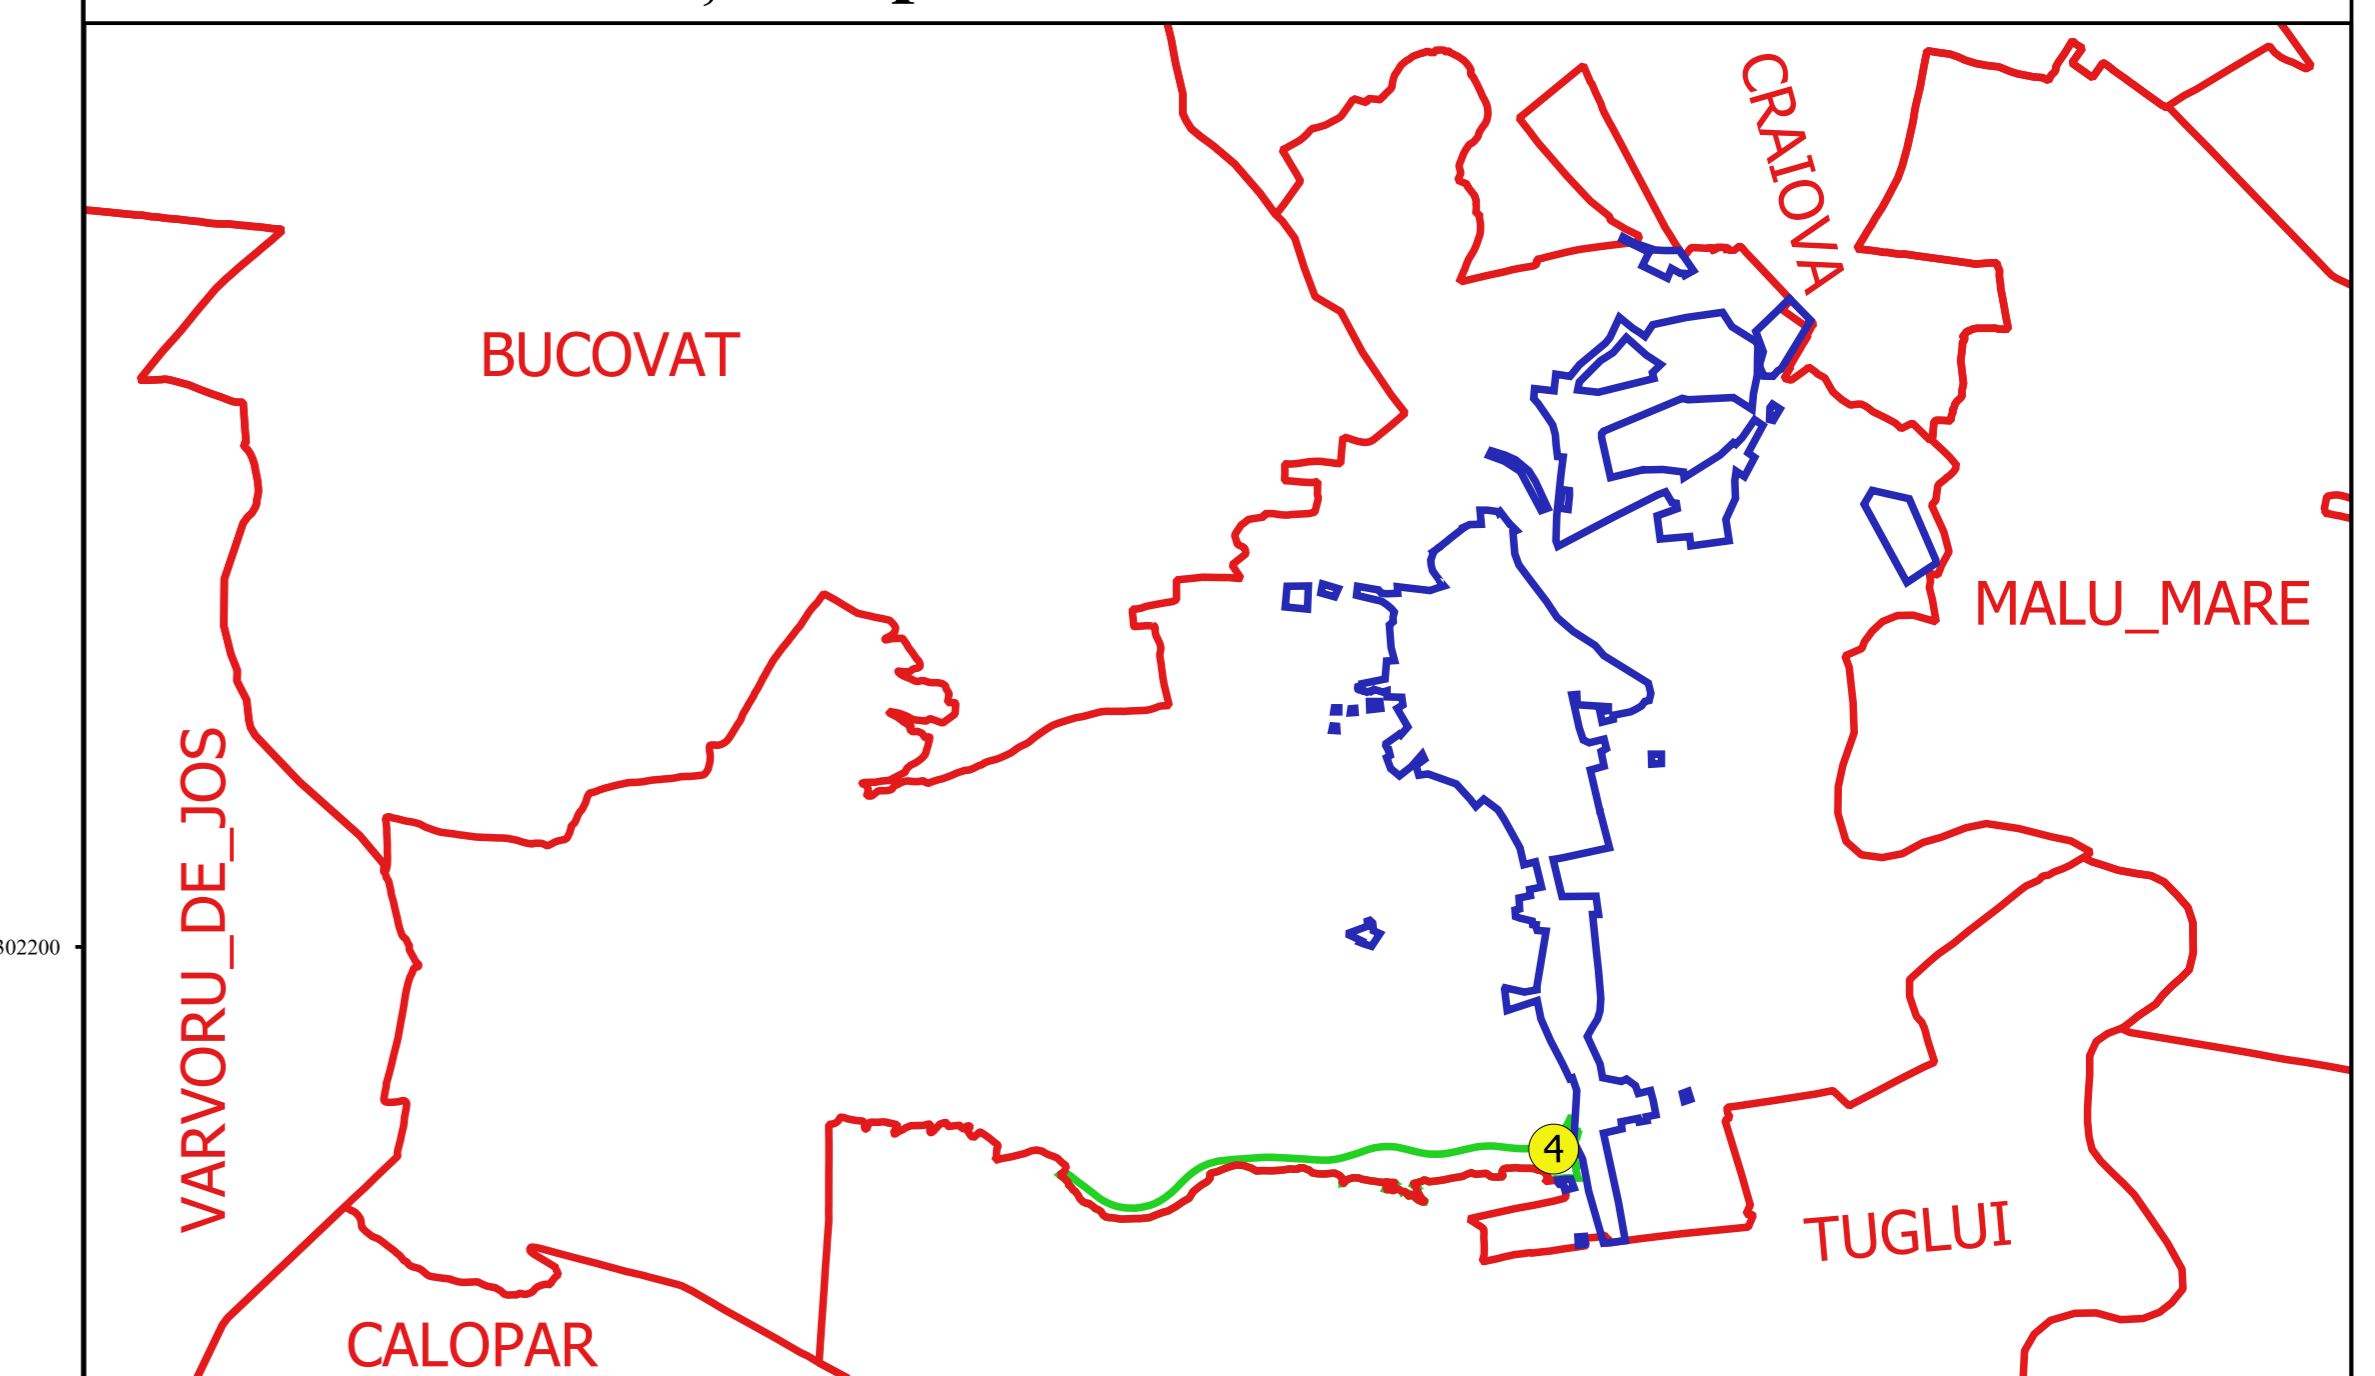 CRAIOVA
BUCOVAT
MALU_MARE
VARVORU_DE_JOS
302200
4
TUGLUI
CALOPAR